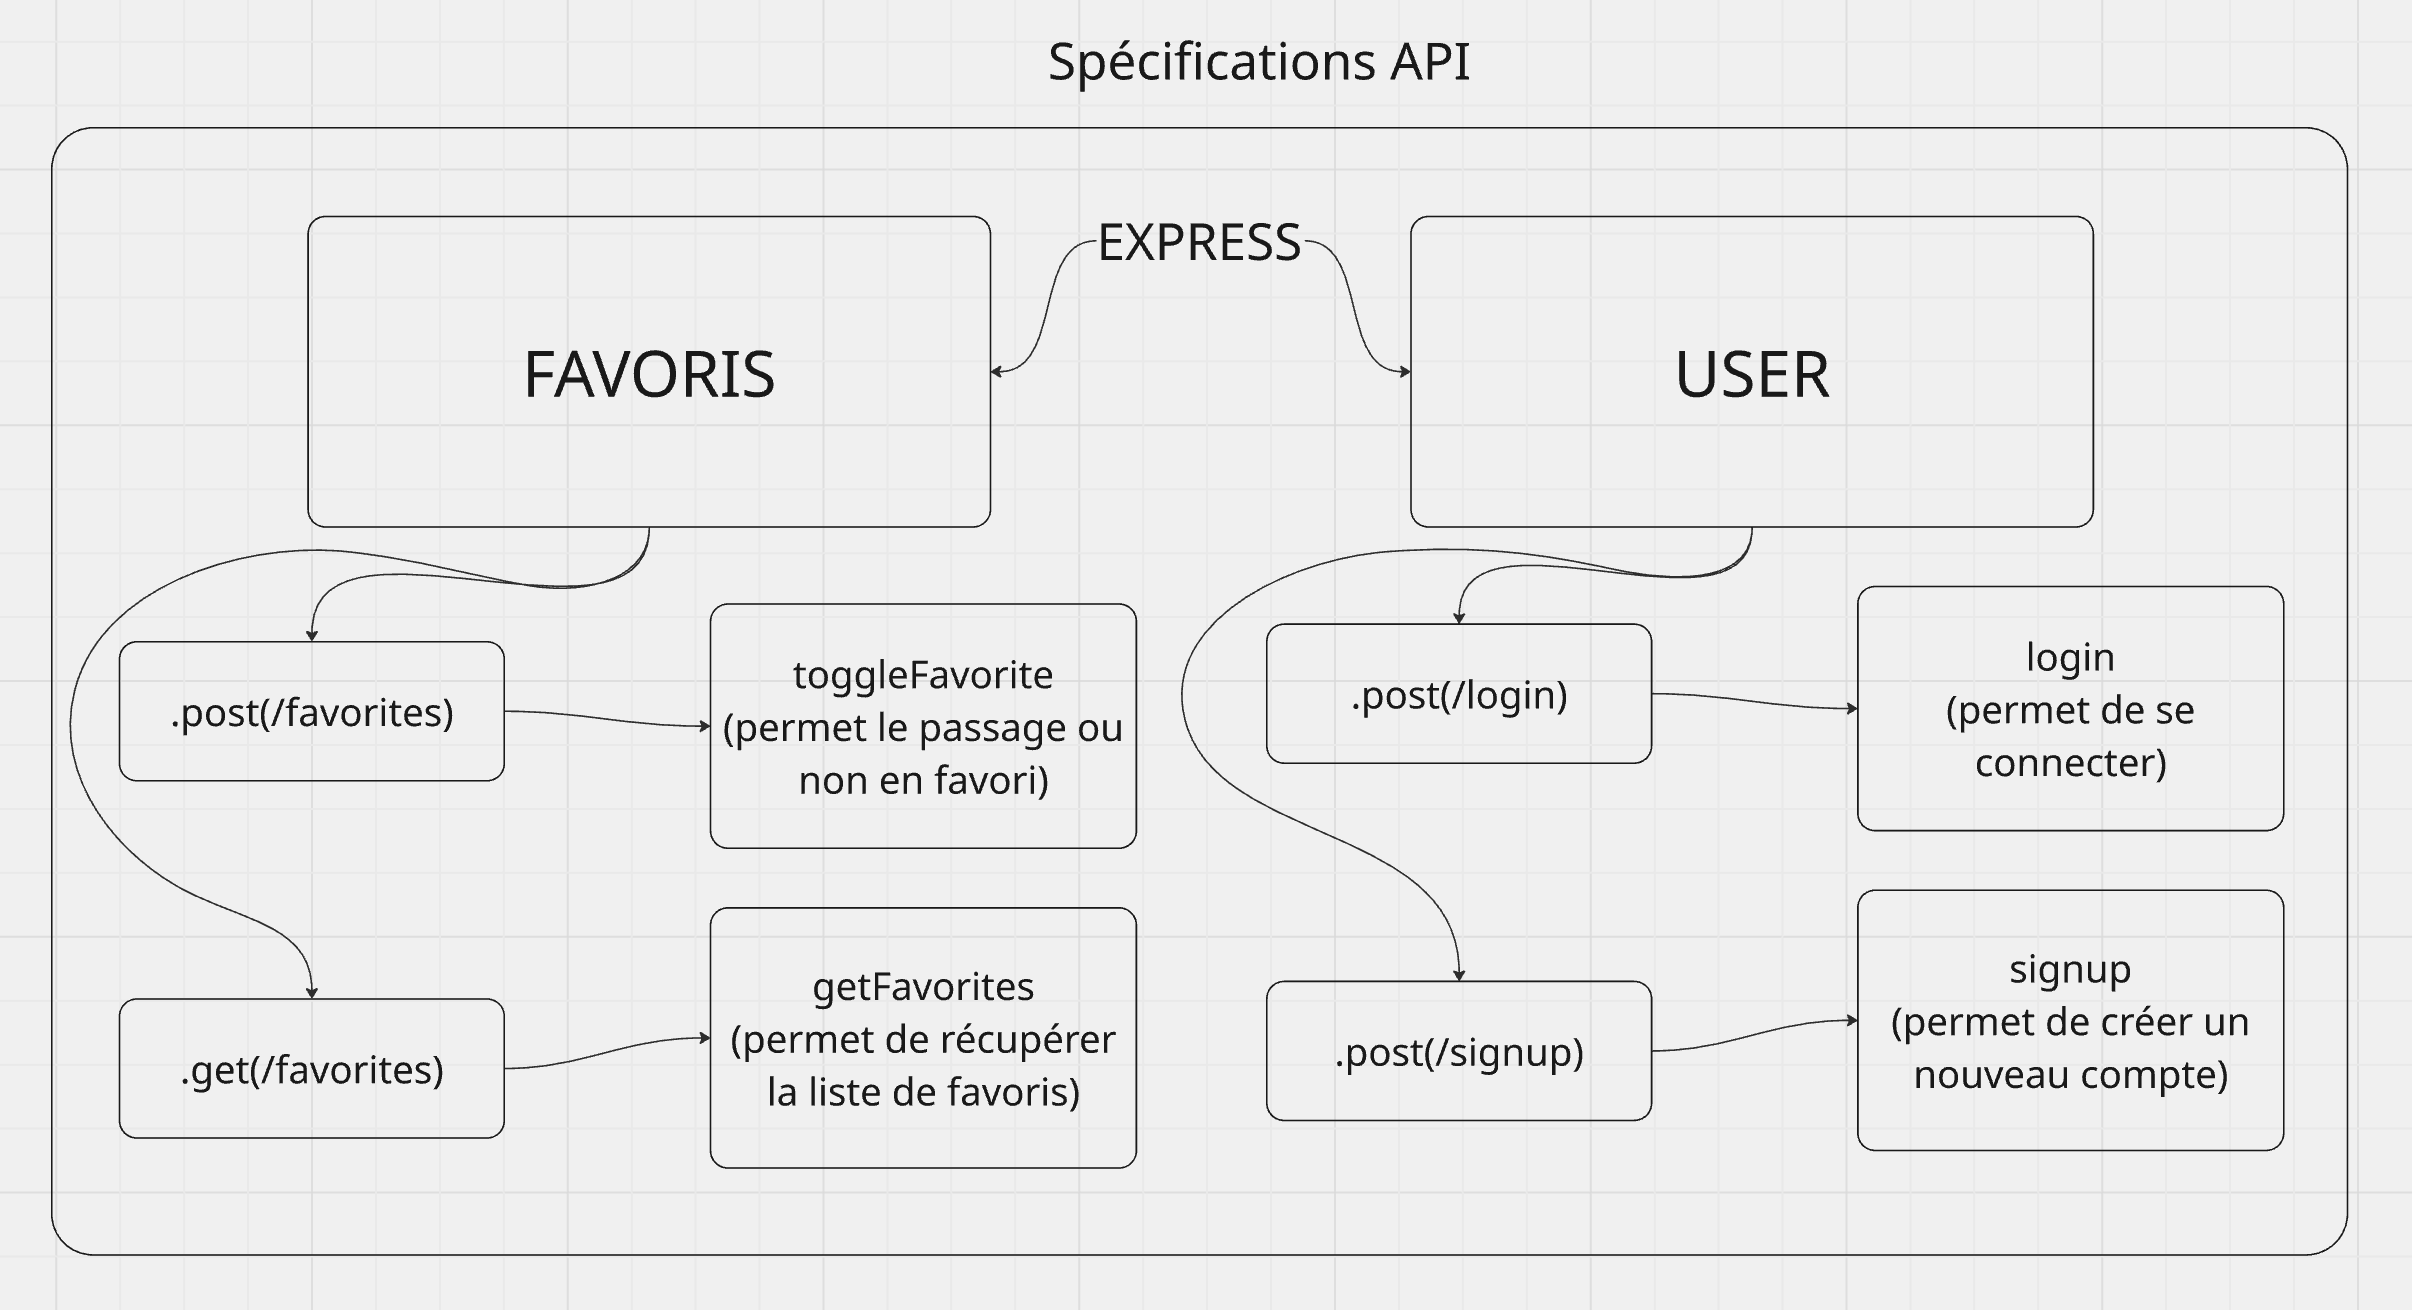 Spécifications API
EXPRESS
FAVORIS
USER
.post(/favorites)
toggleFavorite
(permet le passage ou
non en favori)
.get(/favorites)
getFavorites
(permet de récupérer
la liste de favoris)
.post(/login)
login
(permet de se
connecter)
.post(/signup)
signup
(permet de créer un
nouveau compte)